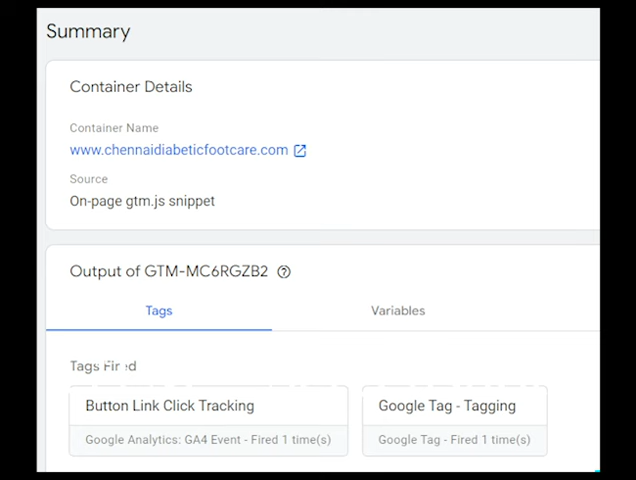 Summary
Container Details
Container Name
www.chennaidiabeticfootcare.com
Source
On-page gtm.js snippet
Output of GTM-MC6RGZB2
Tags Variables
Tags Fired
Button Link Click Tracking Google Tag - Tagging
Google Analytics: GA4 Event - Fired 1 time(s) Google Tag - Fired 1 time(s)